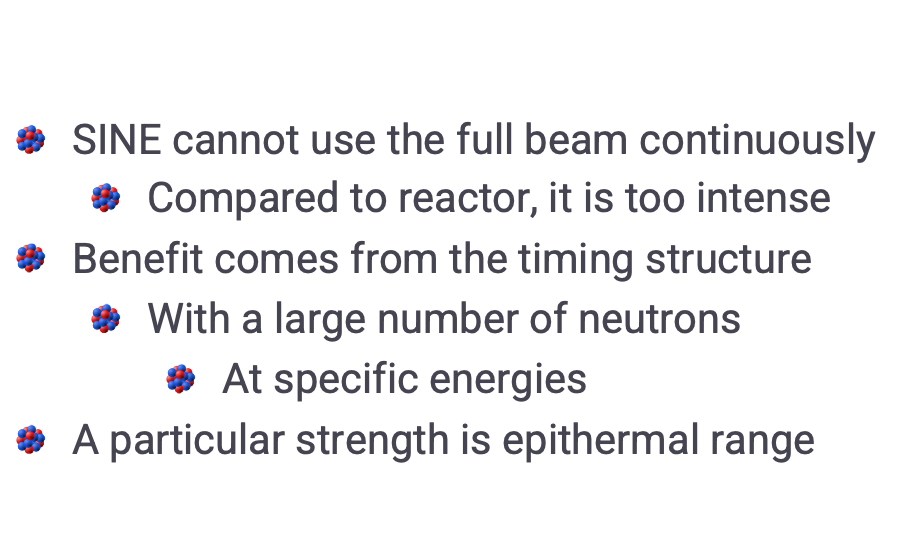 SINE cannot use the full beam continuously
Compared to reactor, it is too intense
Benefit comes from the timing structure
With a large number of neutrons
At specific energies
A particular strength is epithermal range